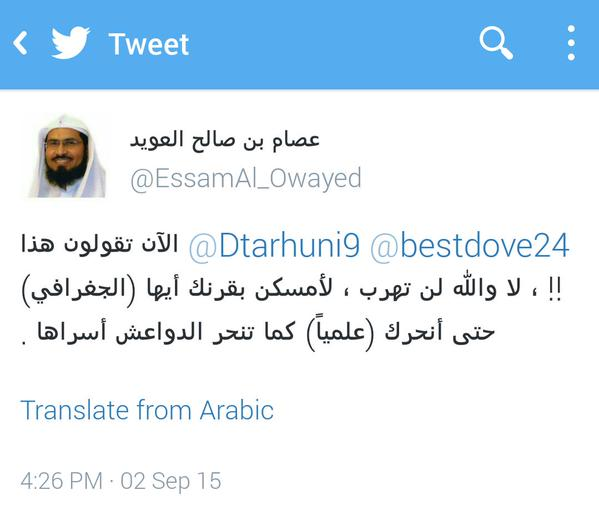 Tweet
عصام بن صالح العويد
@EssamAl_Owayed
@bestdove24 @Dtarhuni9 الآن تقولون هذا
!! ، لا والله لن تهرب ، لأمسكن بقرنك أيها (الجغرافي)
حتى أنحرك (علمياً) كما تنحر الدواعش أسراها .
Translate from Arabic
4:26 PM · 02 Sep 15